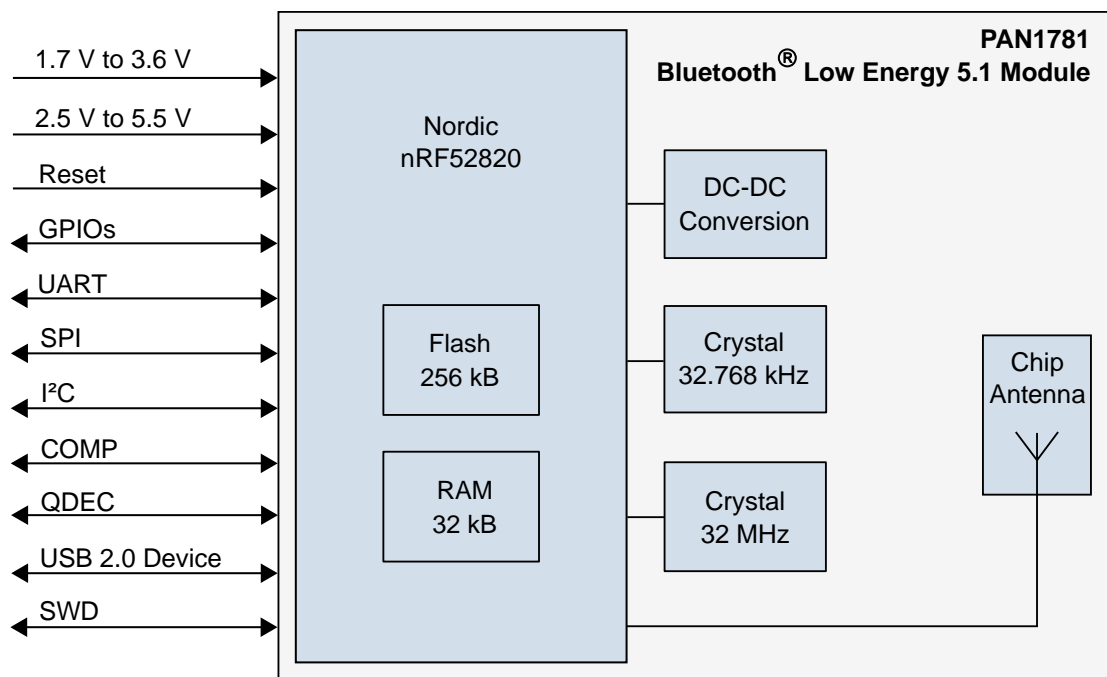 PAN1781
Bluetooth® Low Energy 5.1 Module
1.7 V to 3.6 V
2.5 V to 5.5 V
Reset
GPIOs
UART
SPI
I²C
COMP
QDEC
USB 2.0 Device
SWD
Nordic
nRF52820
Flash
256 kB
RAM
32 kB
DC-DC
Conversion
Crystal
32.768 kHz
Crystal
32 MHz
Chip
Antenna